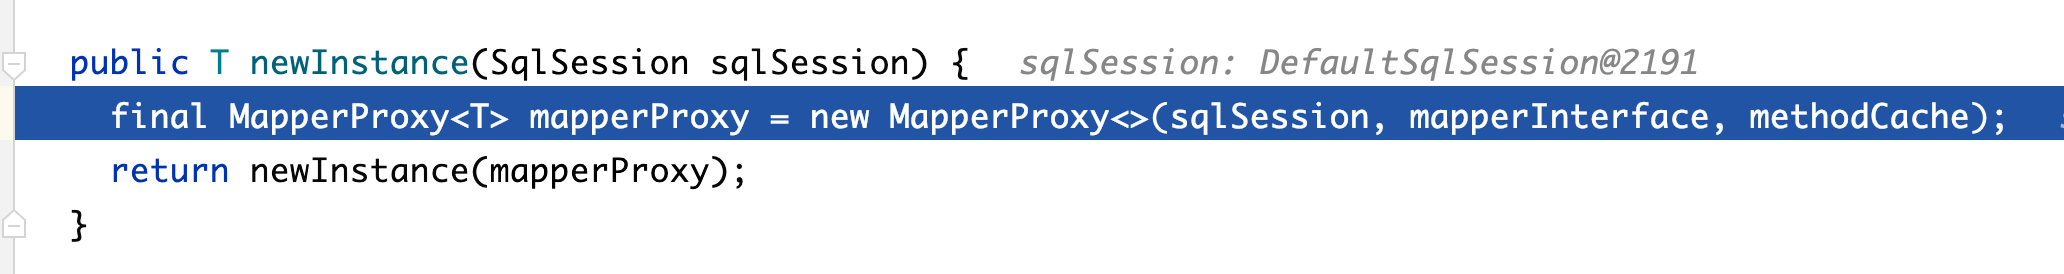 public T newInstance(SqlSession sqlSession) {   sqlSession: DefaultSqlSession@2191
  final MapperProxy<T> mapperProxy = new MapperProxy<>(sqlSession, mapperInterface, methodCache);
  return newInstance(mapperProxy);
}